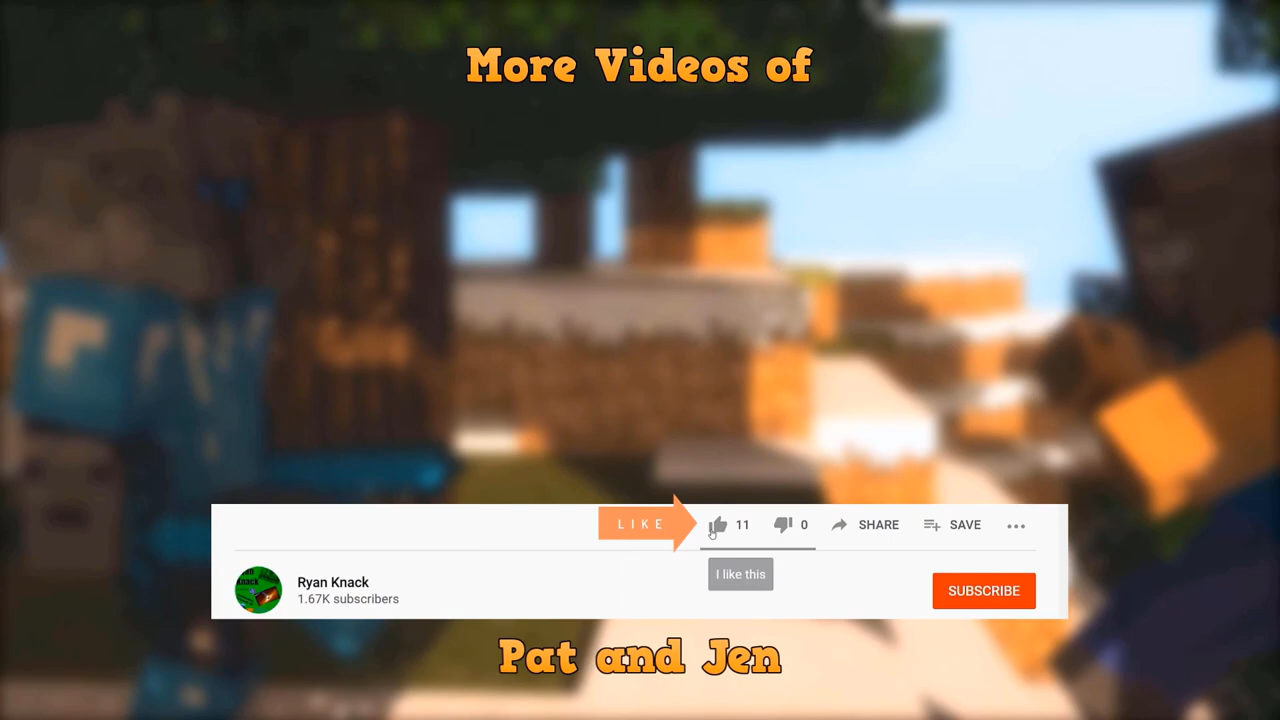 More Videos of
LIKE
11
0
SHARE
SAVE
I like this
Ryan Knack
1.67K subscribers
SUBSCRIBE
Pat and Jen